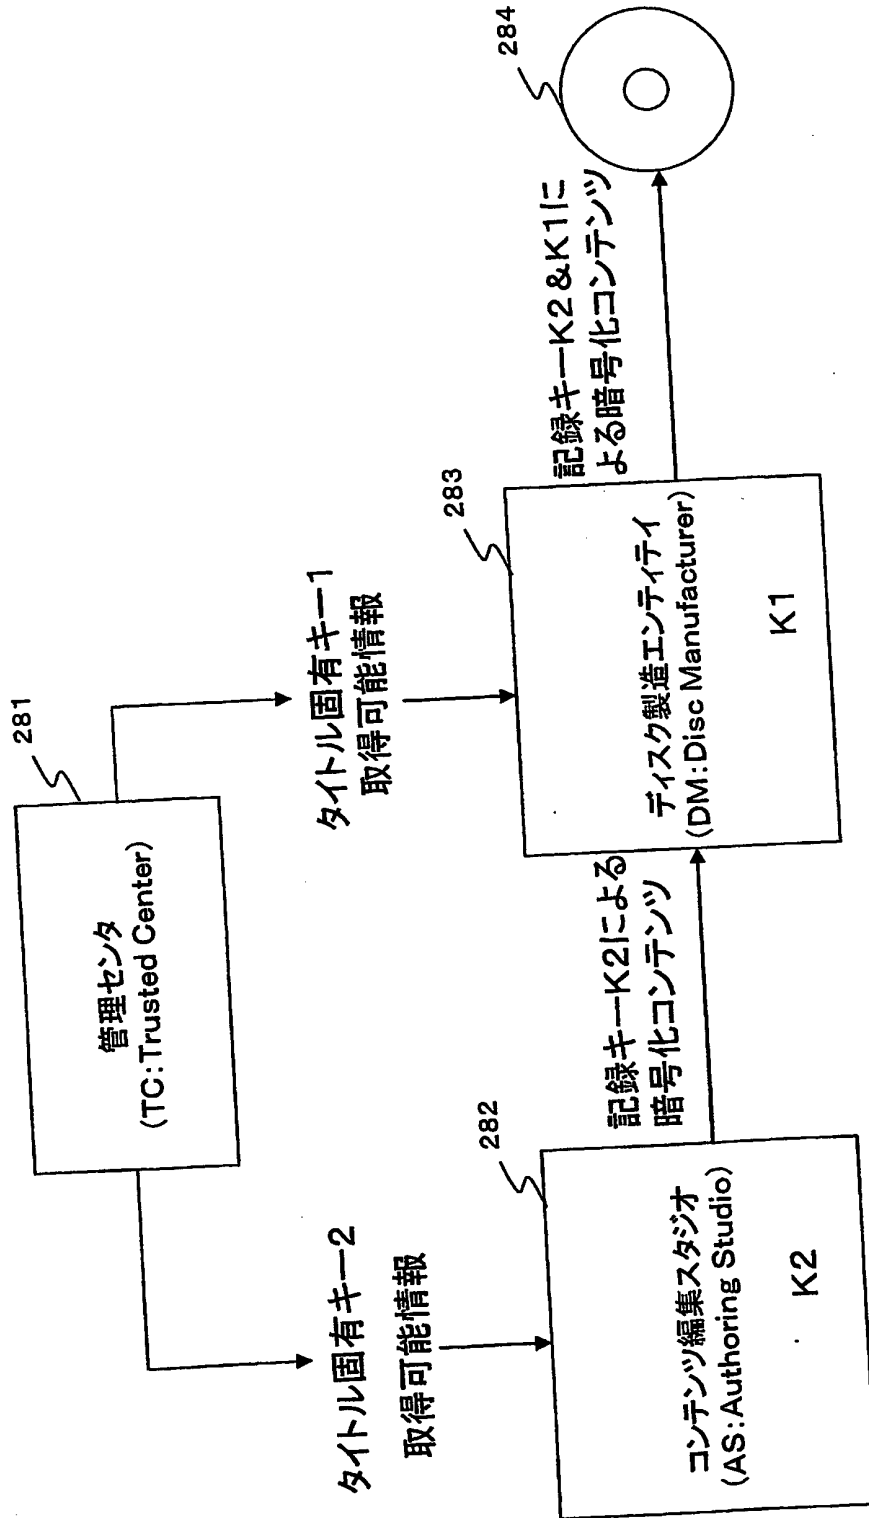 281
管理センタ
(TC:Trusted Center)
タイトル固有キー2
取得可能情報
タイトル固有キー1
取得可能情報
282
コンテンツ編集スタジオ
(AS:Authoring Studio)
K2
記録キーK2による
暗号化コンテンツ
283
ディスク製造エンティテイ
(DM:Disc Manufacturer)
K1
記録キーK2&K1に
よる暗号化コンテンツ
284